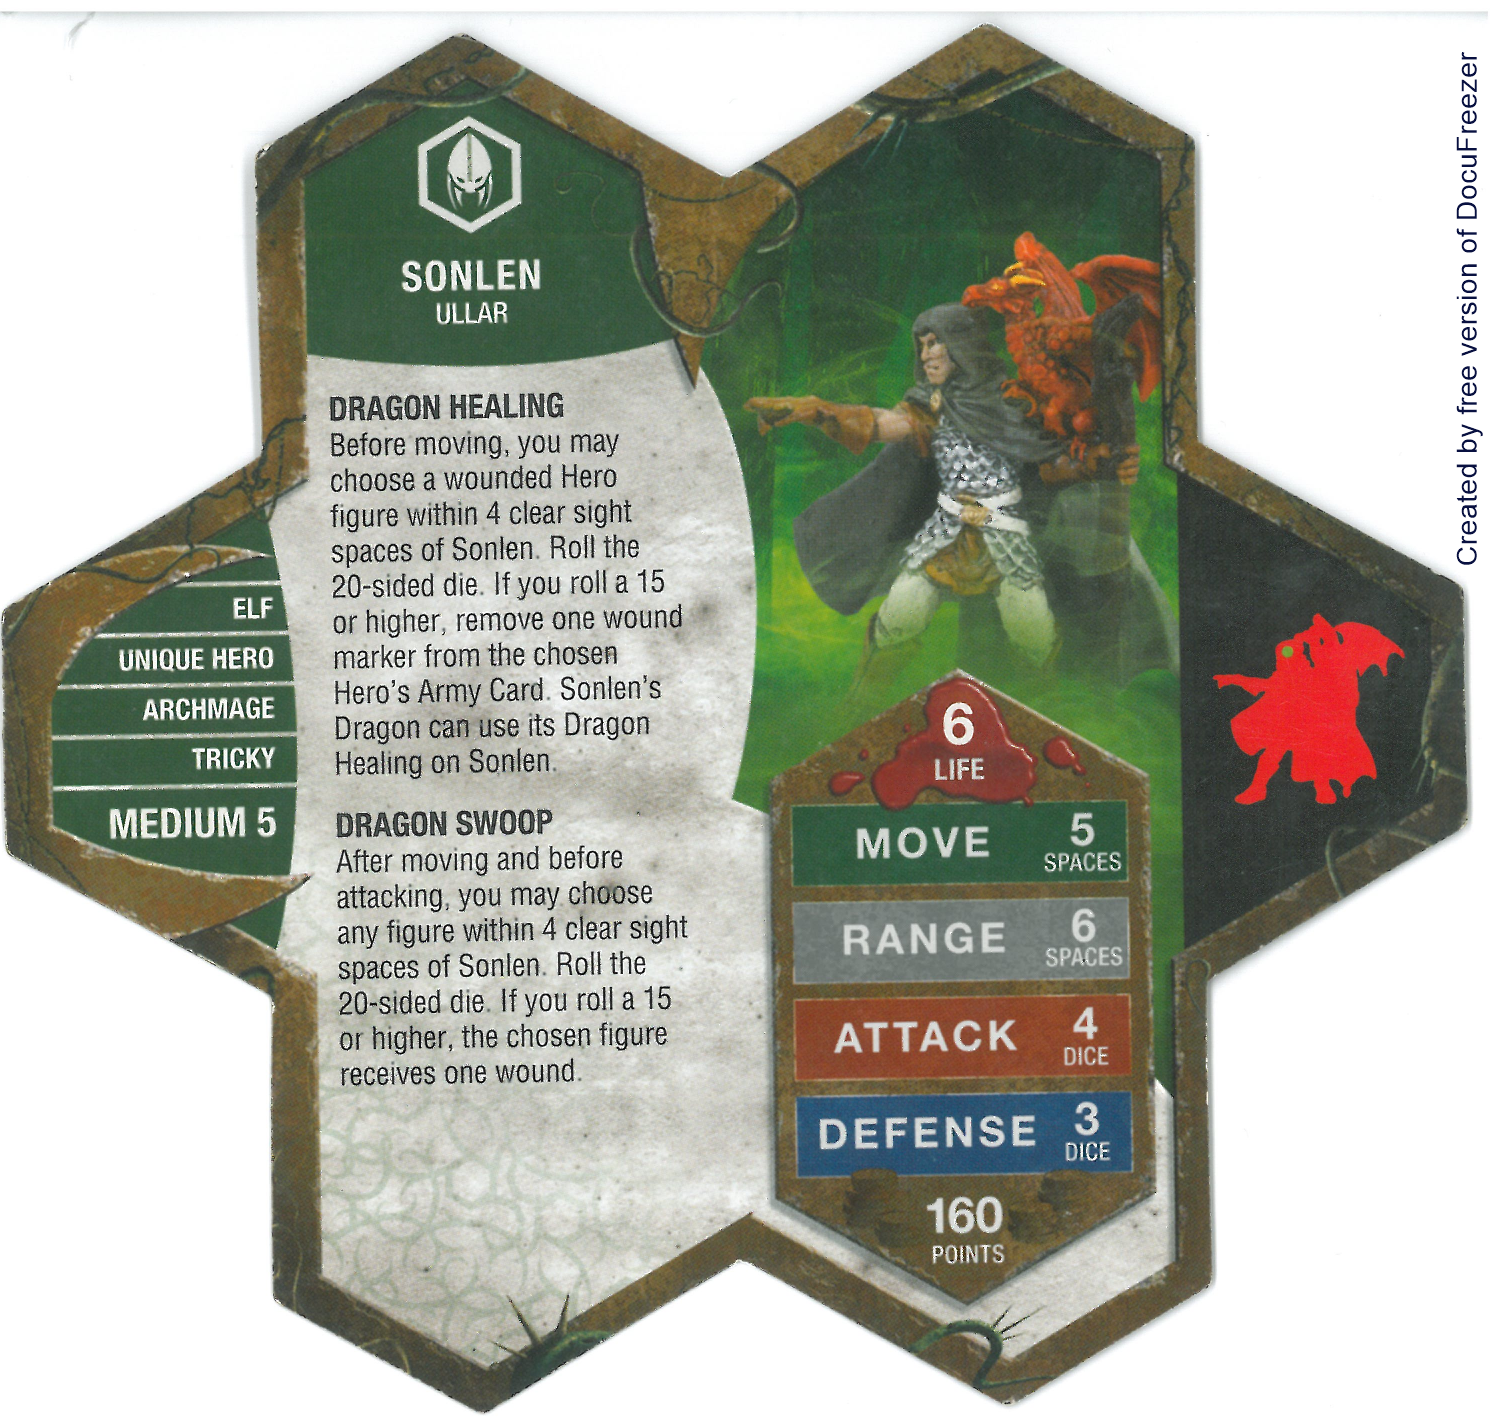 SONLEN
ULLAR
DRAGON HEALING
Before moving, you may
choose a wounded Hero
figure within 4 clear sight
spaces of Sonlen. Roll the
20-sided die. If you roll a 15
or higher, remove one wound
marker from the chosen
Hero's Army Card. Sonlen's
Dragon can use its Dragon
Healing on Sonlen.
DRAGON SWOOP
After moving and before
attacking, you may choose
any figure within 4 clear sight
spaces of Sonlen. Roll the
20-sided die. If you roll a 15
or higher, the chosen figure
receives one wound.
ELF
UNIQUE HERO
ARCHMAGE
TRICKY
MEDIUM 5
6
LIFE
MOVE 5
SPACES
RANGE 6
SPACES
ATTACK 4
DICE
DEFENSE 3
DICE
160
POINTS
Created by free version of DocuFreezer